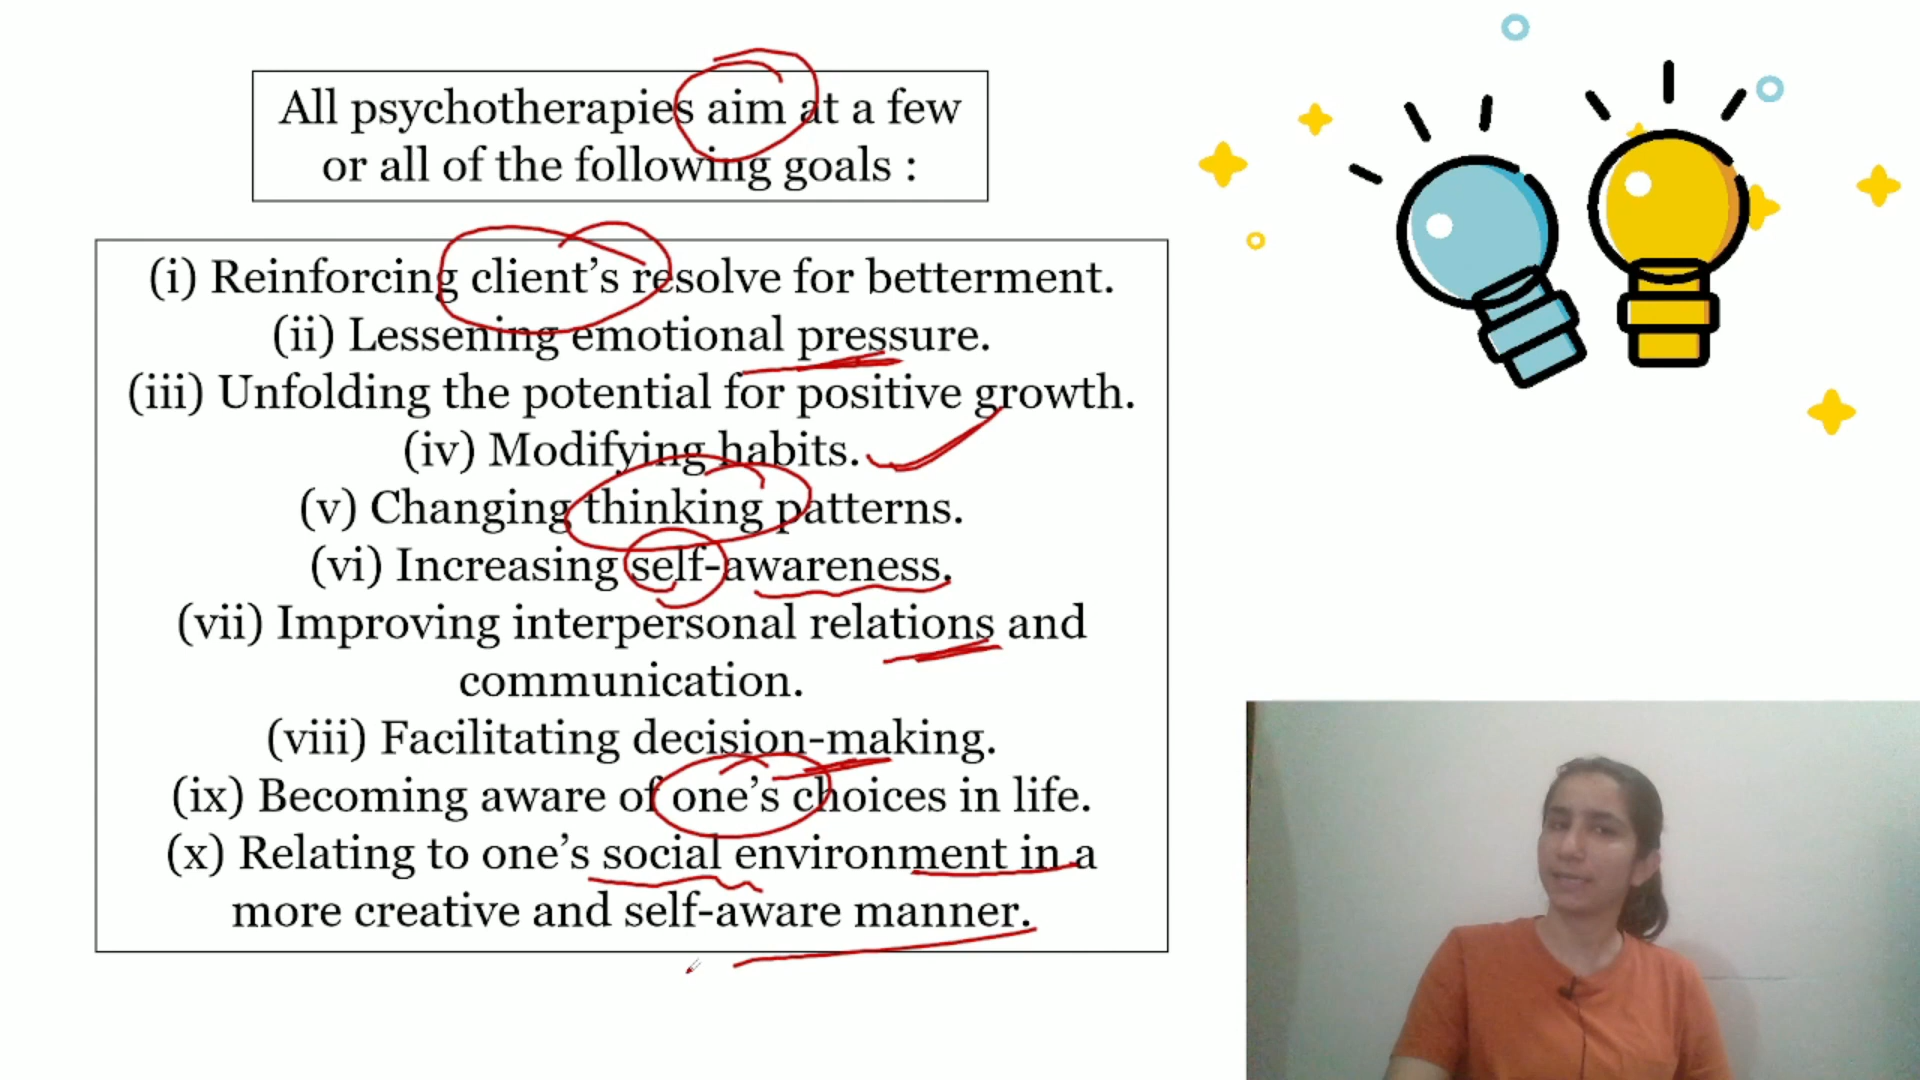 All psychotherapies aim at a few
or all of the following goals :
(i) Reinforcing client’s resolve for betterment.
(ii) Lessening emotional pressure.
(iii) Unfolding the potential for positive growth.
(iv) Modifying habits.
(v) Changing thinking patterns.
(vi) Increasing self-awareness.
(vii) Improving interpersonal relations and
communication.
(viii) Facilitating decision-making.
(ix) Becoming aware of one’s choices in life.
(x) Relating to one’s social environment in a
more creative and self-aware manner.